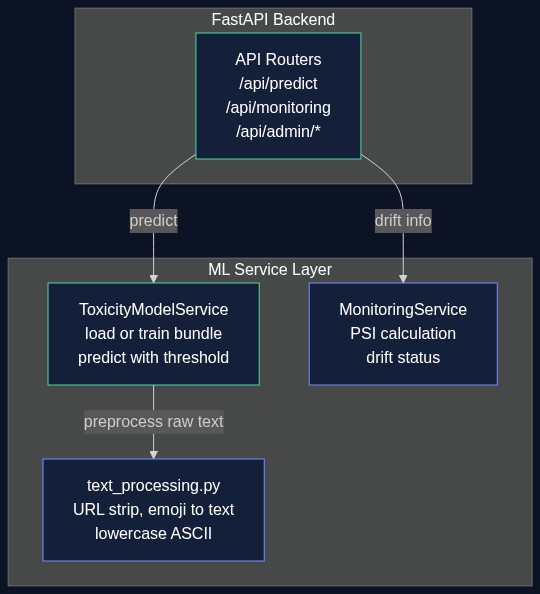 FastAPI Backend
API Routers
/api/predict
/api/monitoring
/api/admin/*
predict
drift info
ML Service Layer
ToxicityModelService
load or train bundle
predict with threshold
MonitoringService
PSI calculation
drift status
preprocess raw text
text_processing.py
URL strip, emoji to text
lowercase ASCII